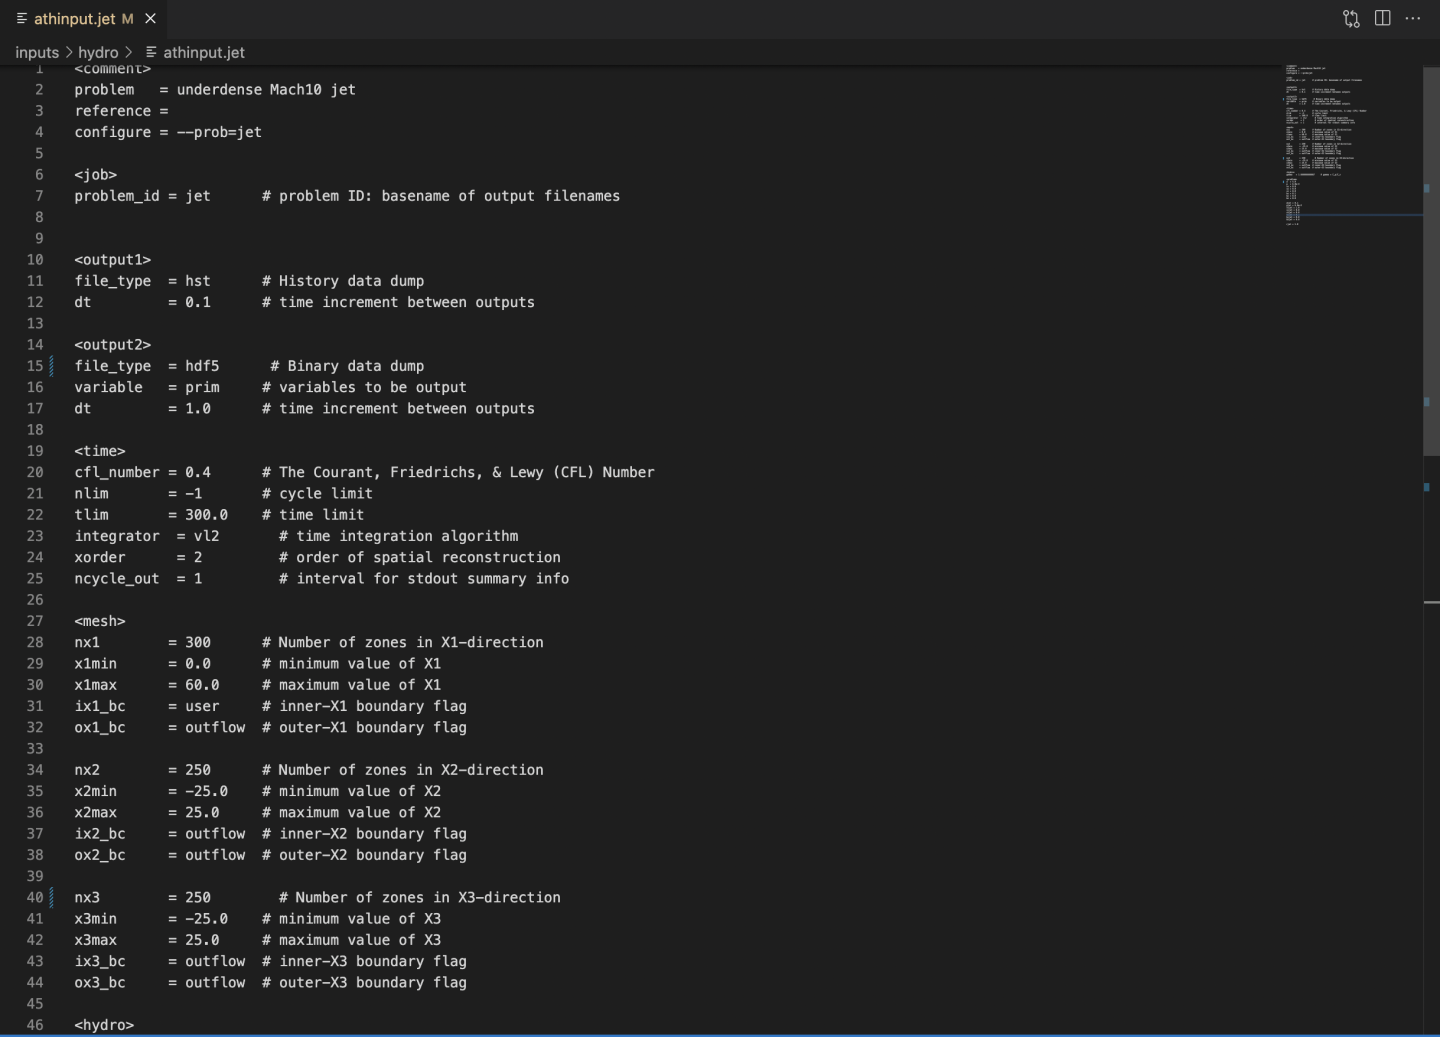 athinput.jet M
inputs > hydro > athinput.jet
1 <comment>
2 problem   = underdense Mach10 jet
3 reference =
4 configure = --prob=jet
5
6 <job>
7 problem_id = jet      # problem ID: basename of output filenames
8
9
10 <output1>
11 file_type  = hst      # History data dump
12 dt         = 0.1      # time increment between outputs
13
14 <output2>
15 file_type  = hdf5      # Binary data dump
16 variable   = prim     # variables to be output
17 dt         = 1.0      # time increment between outputs
18
19 <time>
20 cfl_number = 0.4      # The Courant, Friedrichs, & Lewy (CFL) Number
21 nlim       = -1       # cycle limit
22 tlim       = 300.0    # time limit
23 integrator  = vl2       # time integration algorithm
24 xorder      = 2         # order of spatial reconstruction
25 ncycle_out  = 1         # interval for stdout summary info
26
27 <mesh>
28 nx1        = 300      # Number of zones in X1-direction
29 x1min      = 0.0      # minimum value of X1
30 x1max      = 60.0     # maximum value of X1
31 ix1_bc     = user     # inner-X1 boundary flag
32 ox1_bc     = outflow  # outer-X1 boundary flag
33
34 nx2        = 250      # Number of zones in X2-direction
35 x2min      = -25.0    # minimum value of X2
36 x2max      = 25.0     # maximum value of X2
37 ix2_bc     = outflow  # inner-X2 boundary flag
38 ox2_bc     = outflow  # outer-X2 boundary flag
39
40 nx3        = 250        # Number of zones in X3-direction
41 x3min      = -25.0    # minimum value of X3
42 x3max      = 25.0     # maximum value of X3
43 ix3_bc     = outflow  # inner-X3 boundary flag
44 ox3_bc     = outflow  # outer-X3 boundary flag
45
46 <hydro>